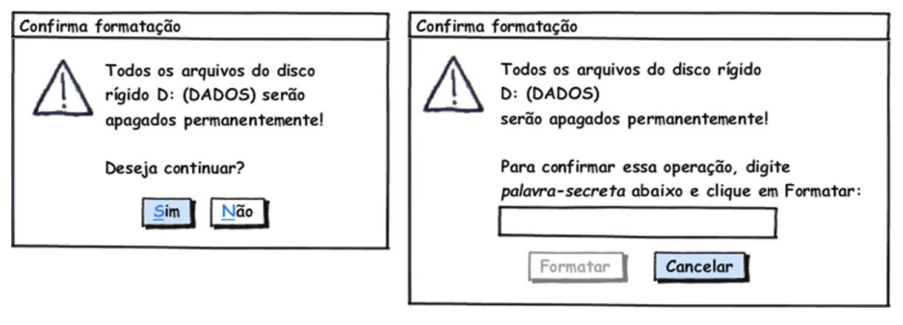 Confirma formatação
Todos os arquivos do disco
rígido D: (DADOS) serão
apagados permanentemente!
Deseja continuar?
Sim Não
Confirma formatação
Todos os arquivos do disco rígido
D: (DADOS)
serão apagados permanentemente!
Para confirmar essa operação, digite
palavra-secreta abaixo e clique em Formatar:
Formatar Cancelar